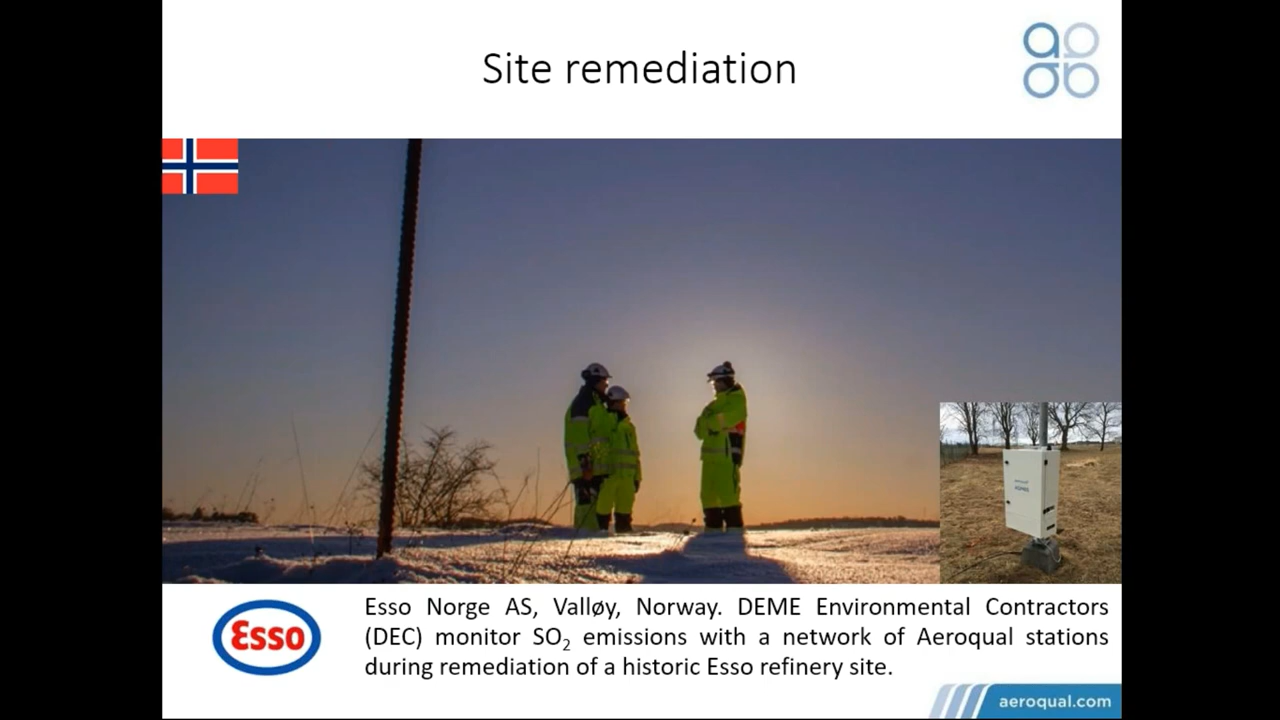 Site remediation
Esso
Esso Norge AS, Valløy, Norway. DEME Environmental Contractors
(DEC) monitor SO₂ emissions with a network of Aeroqual stations
during remediation of a historic Esso refinery site.
aeroqual.com